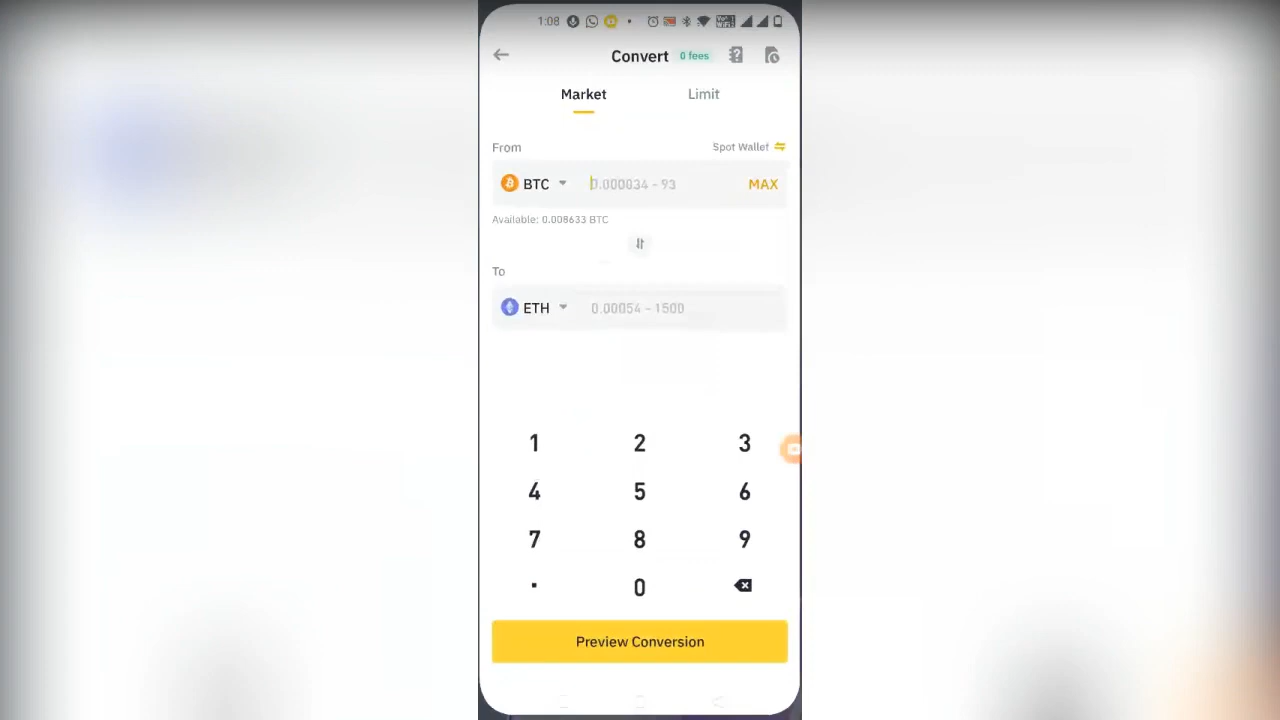 1:08
Convert 0 fees
Market Limit
From Spot Wallet
BTC 0.000034 - 93 MAX
Available: 0.008633 BTC
To
ETH 0.00054 - 1500
1 2 3
4 5 6
7 8 9
. 0
Preview Conversion